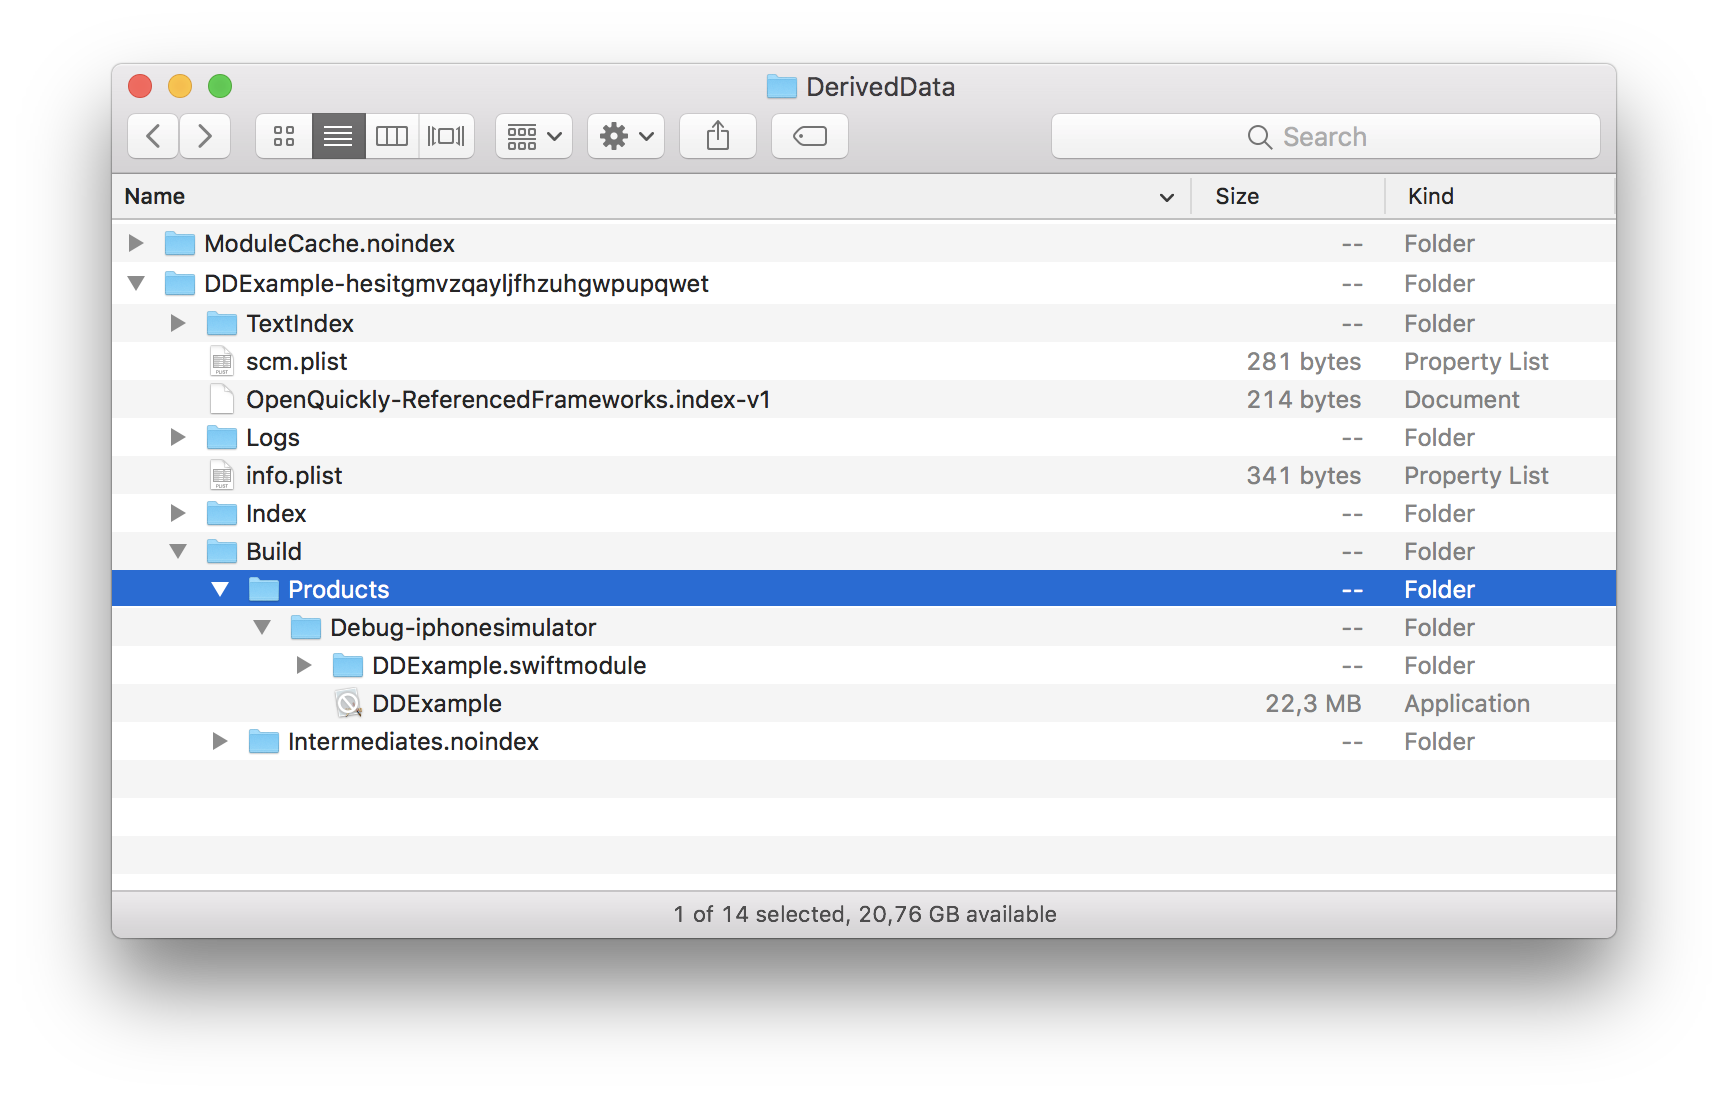 DerivedData
Search
Name Size Kind
ModuleCache.noindex -- Folder
DDExample-hesitgmvzqayljfhzuhgwpupqwet -- Folder
TextIndex -- Folder
scm.plist 281 bytes Property List
OpenQuickly-ReferencedFrameworks.index-v1 214 bytes Document
Logs -- Folder
info.plist 341 bytes Property List
Index -- Folder
Build -- Folder
Products -- Folder
Debug-iphonesimulator -- Folder
DDExample.swiftmodule -- Folder
DDExample 22,3 MB Application
Intermediates.noindex -- Folder
1 of 14 selected, 20,76 GB available